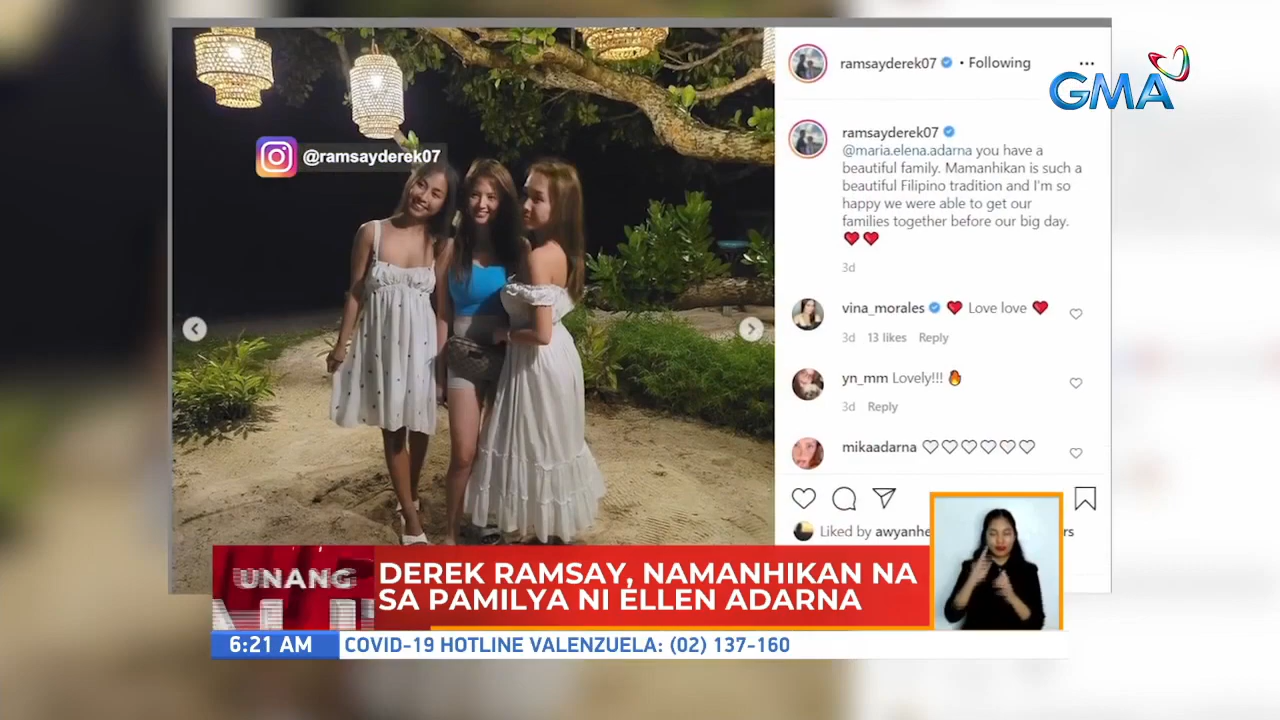 ramsayderek07 • Following
GMA
@ramsayderek07
ramsayderek07
@maria.elena.adarna you have a
beautiful family. Mamanhikan is such a
beautiful Filipino tradition and I'm so
happy we were able to get our
families together before our big day.
❤️❤️
3d
vina_morales ❤️ Love love ❤️
3d 13 likes Reply
yn_mm Lovely!!! 🔥
3d Reply
mikaadarna ♡♡♡♡♡♡
Liked by awyanhe
rs
UNANG
DEREK RAMSAY, NAMANHIKAN NA
SA PAMILYA NI ELLEN ADARNA
6:21 AM COVID-19 HOTLINE VALENZUELA: (02) 137-160